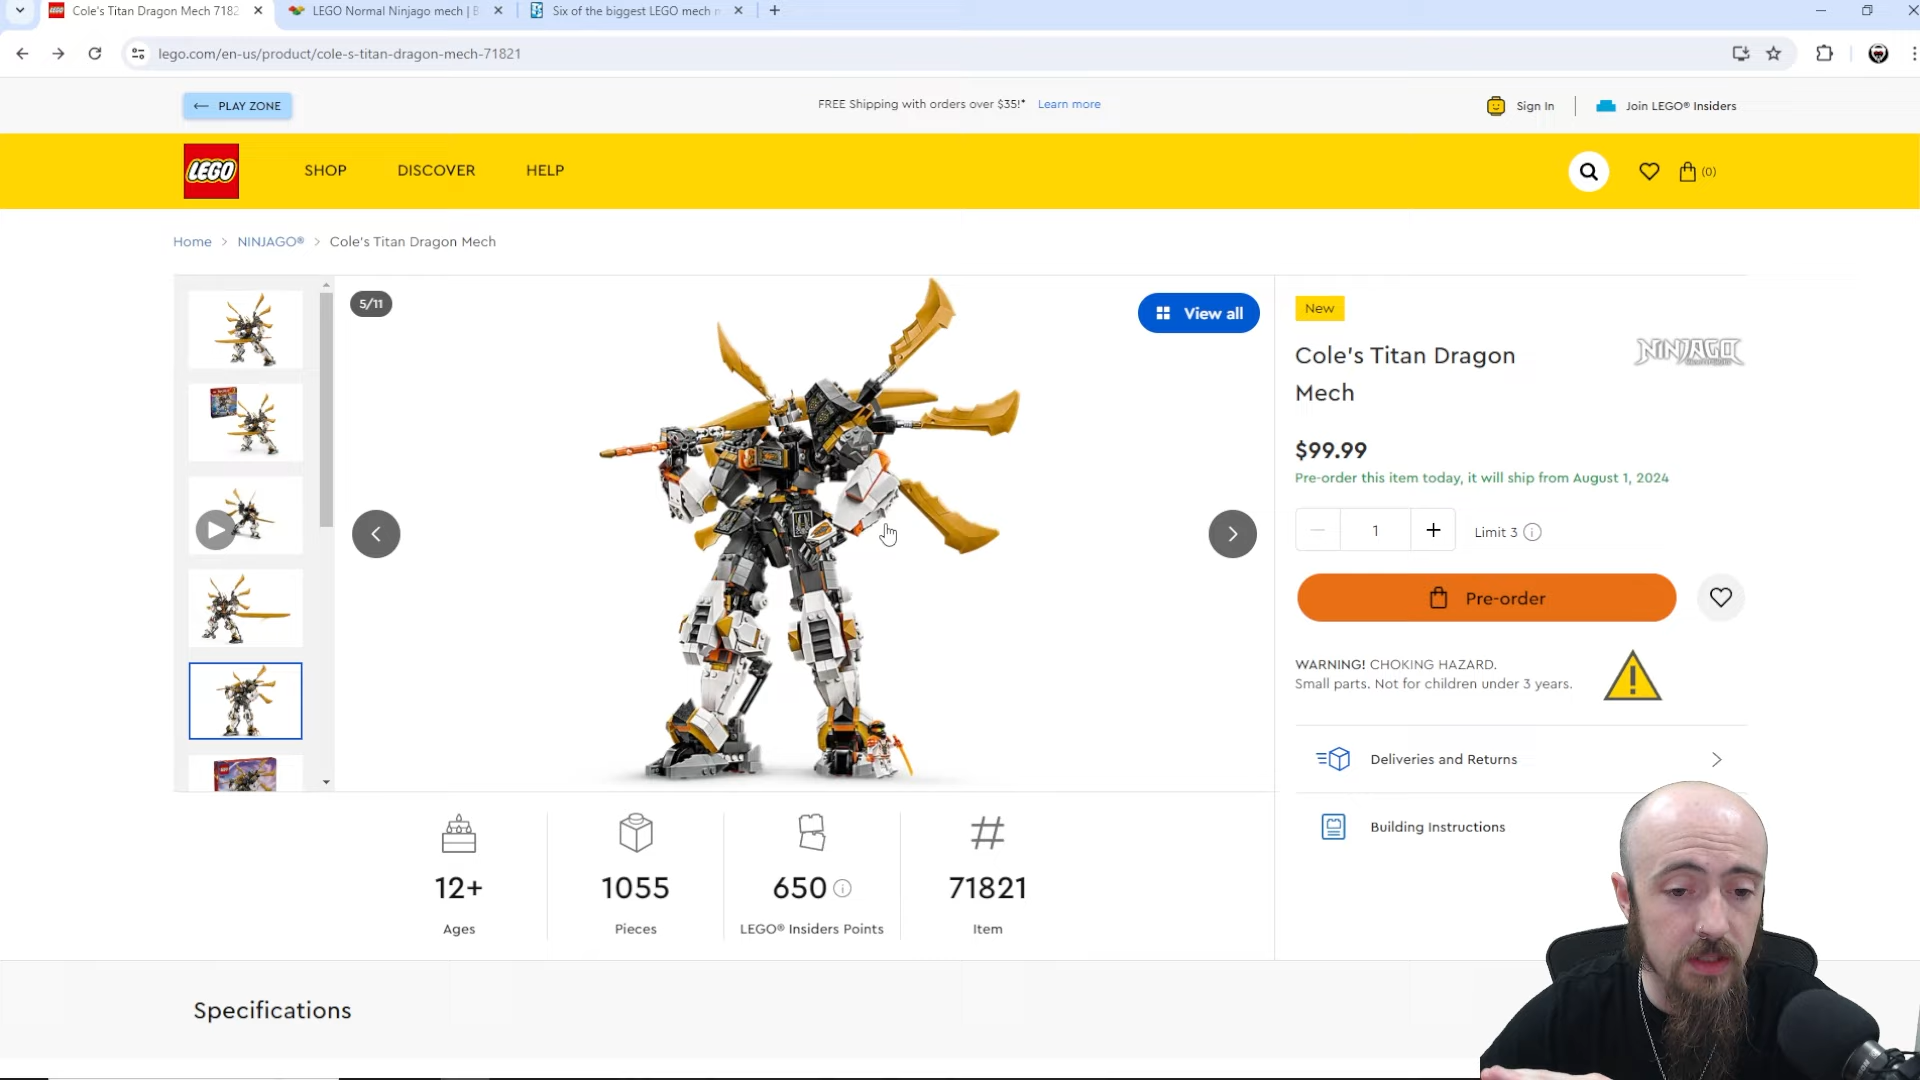 Cole's Titan Dragon Mech 7182
LEGO Normal Ninjago mech | B
Six of the biggest LEGO mech m
lego.com/en-us/product/cole-s-titan-dragon-mech-71821
PLAY ZONE
FREE Shipping with orders over $35!* Learn more
Sign In
Join LEGO® Insiders
LEGO
SHOP
DISCOVER
HELP
(0)
Home > NINJAGO® > Cole's Titan Dragon Mech
5/11
View all
New
Cole's Titan Dragon
Mech
NINJAGO
$99.99
Pre-order this item today, it will ship from August 1, 2024
1
Limit 3
Pre-order
WARNING! CHOKING HAZARD.
Small parts. Not for children under 3 years.
Deliveries and Returns
Building Instructions
12+
Ages
1055
Pieces
650
LEGO® Insiders Points
71821
Item
Specifications